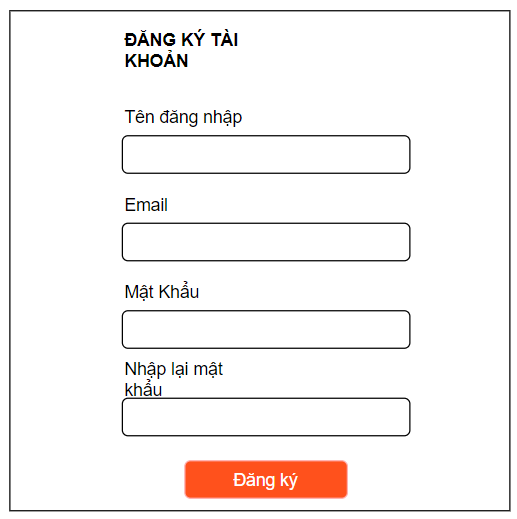 ĐĂNG KÝ TÀI
KHOẢN
Tên đăng nhập
Email
Mật Khẩu
Nhập lại mật
khẩu
Đăng ký